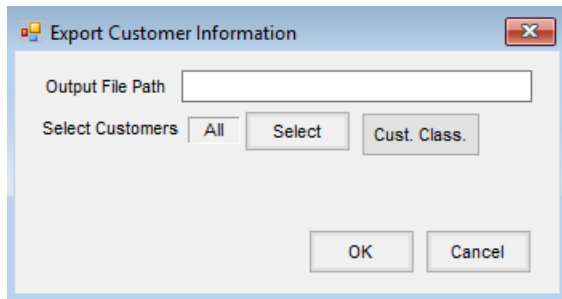 Export Customer Information
Output File Path
Select Customers All Select Cust. Class.
OK Cancel